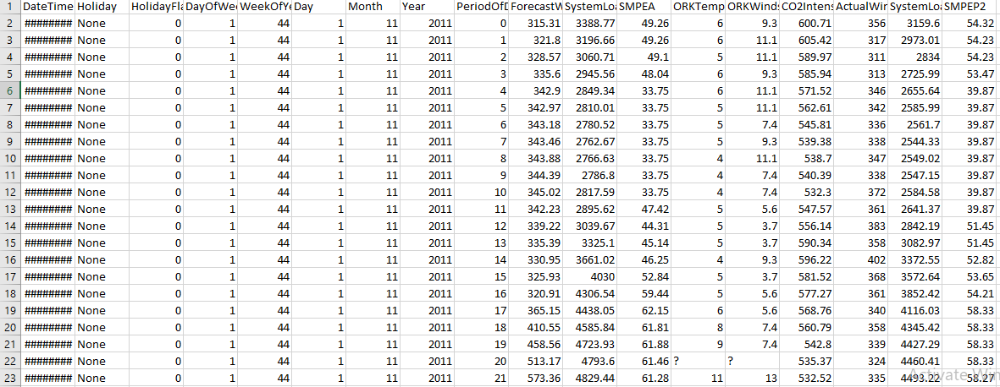 1 DateTime Holiday HolidayFla DayOfWee WeekOfYe Day Month Year PeriodOfD ForecastW SystemLoa SMPEA ORKTemp ORKWinds CO2Intens ActualWin SystemLoa SMPEP2
2 ######## None 0 1 44 1 11 2011 0 315.31 3388.77 49.26 6 9.3 600.71 356 3159.6 54.32
3 ######## None 0 1 44 1 11 2011 1 321.8 3196.66 49.26 6 11.1 605.42 317 2973.01 54.23
4 ######## None 0 1 44 1 11 2011 2 328.57 3060.71 49.1 5 11.1 589.97 311 2834 54.23
5 ######## None 0 1 44 1 11 2011 3 335.6 2945.56 48.04 6 9.3 585.94 313 2725.99 53.47
6 ######## None 0 1 44 1 11 2011 4 342.9 2849.34 33.75 6 11.1 571.52 346 2655.64 39.87
7 ######## None 0 1 44 1 11 2011 5 342.97 2810.01 33.75 5 11.1 562.61 342 2585.99 39.87
8 ######## None 0 1 44 1 11 2011 6 343.18 2780.52 33.75 5 7.4 545.81 336 2561.7 39.87
9 ######## None 0 1 44 1 11 2011 7 343.46 2762.67 33.75 5 9.3 539.38 338 2544.33 39.87
10 ######## None 0 1 44 1 11 2011 8 343.88 2766.63 33.75 4 11.1 538.7 347 2549.02 39.87
11 ######## None 0 1 44 1 11 2011 9 344.39 2786.8 33.75 4 7.4 540.39 338 2547.15 39.87
12 ######## None 0 1 44 1 11 2011 10 345.02 2817.59 33.75 4 7.4 532.3 372 2584.58 39.87
13 ######## None 0 1 44 1 11 2011 11 342.23 2895.62 47.42 5 5.6 547.57 361 2641.37 39.87
14 ######## None 0 1 44 1 11 2011 12 339.22 3039.67 44.31 5 3.7 556.14 383 2842.19 51.45
15 ######## None 0 1 44 1 11 2011 13 335.39 3325.1 45.14 5 3.7 590.34 358 3082.97 51.45
16 ######## None 0 1 44 1 11 2011 14 330.95 3661.02 46.25 4 9.3 596.22 402 3372.55 52.82
17 ######## None 0 1 44 1 11 2011 15 325.93 4030 52.84 5 3.7 581.52 368 3572.64 53.65
18 ######## None 0 1 44 1 11 2011 16 320.91 4306.54 59.44 5 5.6 577.27 361 3852.42 54.21
19 ######## None 0 1 44 1 11 2011 17 365.15 4438.05 62.15 6 5.6 568.76 340 4116.03 58.33
20 ######## None 0 1 44 1 11 2011 18 410.55 4585.84 61.81 8 7.4 560.79 358 4345.42 58.33
21 ######## None 0 1 44 1 11 2011 19 458.56 4723.93 61.88 9 7.4 542.8 339 4427.29 58.33
22 ######## None 0 1 44 1 11 2011 20 513.17 4793.6 61.46 ? ? 535.37 324 4460.41 58.33
23 ######## None 0 1 44 1 11 2011 21 573.36 4829.44 61.28 11 13 532.52 335 4493.22 58.27
Activate Win